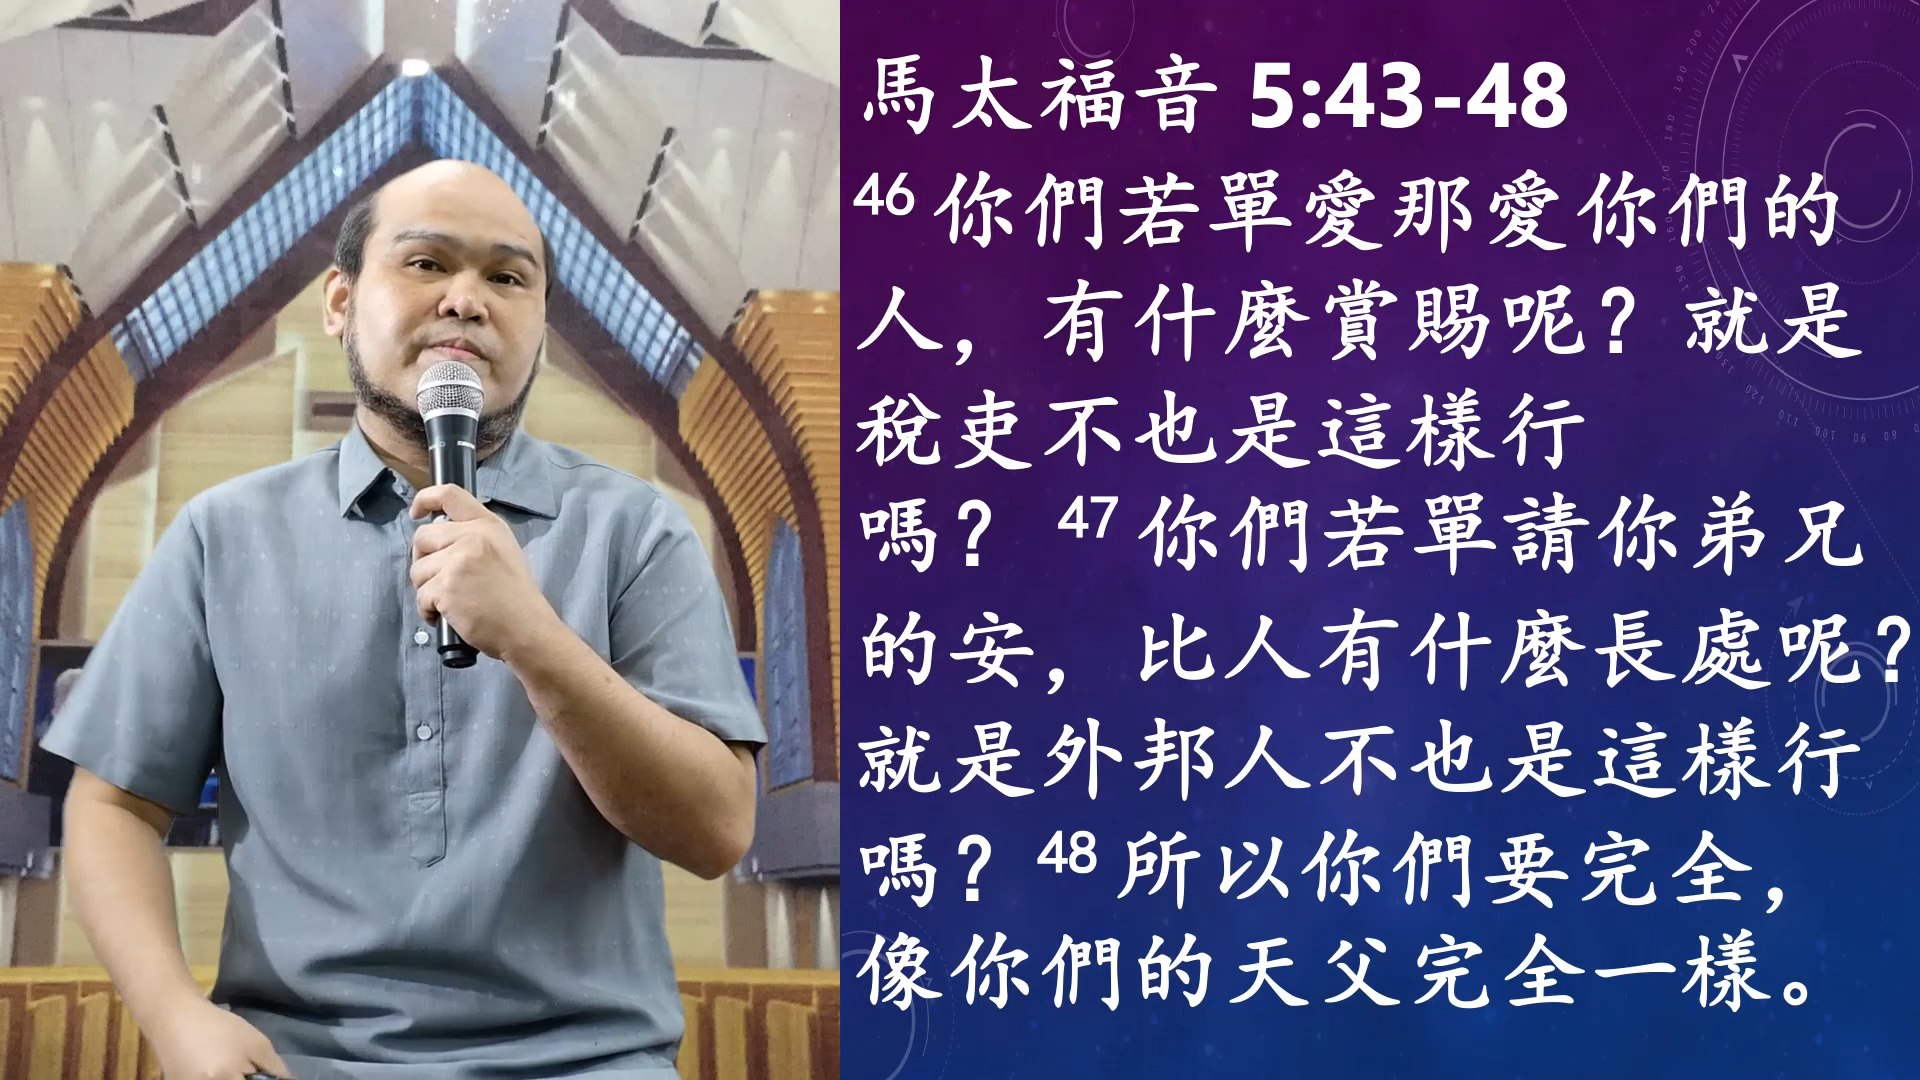 馬太福音 5:43-48
46 你們若單愛那愛你們的
人，有什麼賞賜呢？就是
稅吏不也是這樣行
嗎？ 47 你們若單請你弟兄
的安，比人有什麼長處呢？
就是外邦人不也是這樣行
嗎？48 所以你們要完全，
像你們的天父完全一樣。